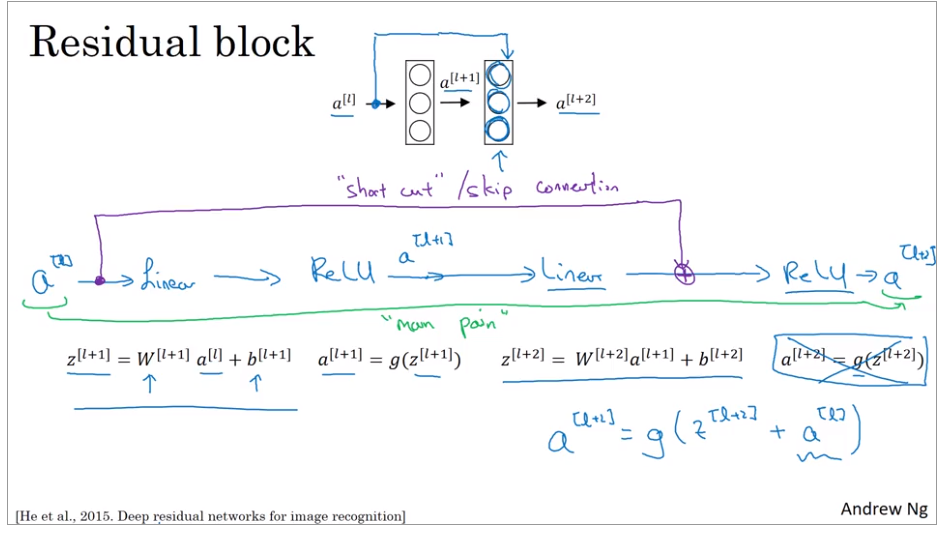 Residual block
a^[l] a^[l+1] a^[l+2]
"short cut" / skip connection
a^[l] → Linear → ReLU a^[l+1] → Linear → ⊕ → ReLU → a^[l+2]
"main path"
z^[l+1] = W^[l+1] a^[l] + b^[l+1] a^[l+1] = g(z^[l+1]) z^[l+2] = W^[l+2] a^[l+1] + b^[l+2] a^[l+2] = g(z^[l+2])
a^[l+2] = g(z^[l+2] + a^[l])
[He et al., 2015. Deep residual networks for image recognition]
Andrew Ng